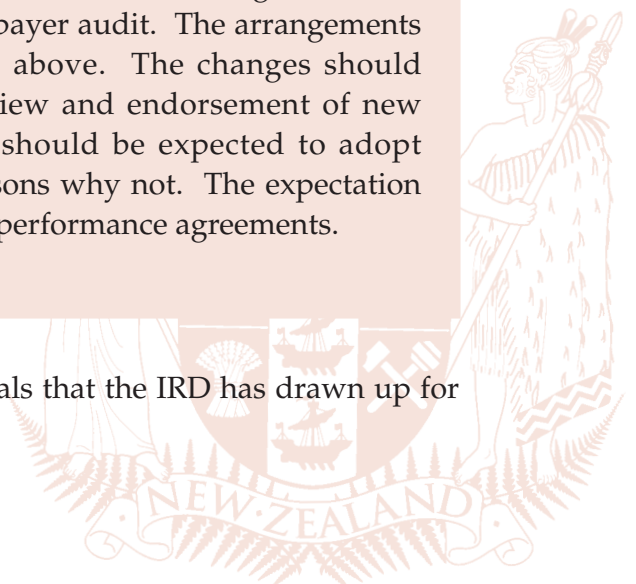 payer audit. The arrangements
above. The changes should
view and endorsement of new
should be expected to adopt
sons why not. The expectation
performance agreements.
als that the IRD has drawn up for
NEW·ZEALAND